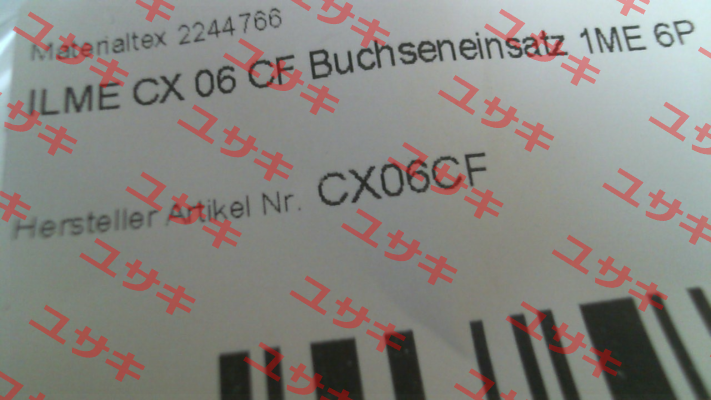 Materialtex 2244766
ILME CX 06 CF Buchseneinsatz 1ME 6P
Hersteller Artikel Nr. CX06CF
ユサキ